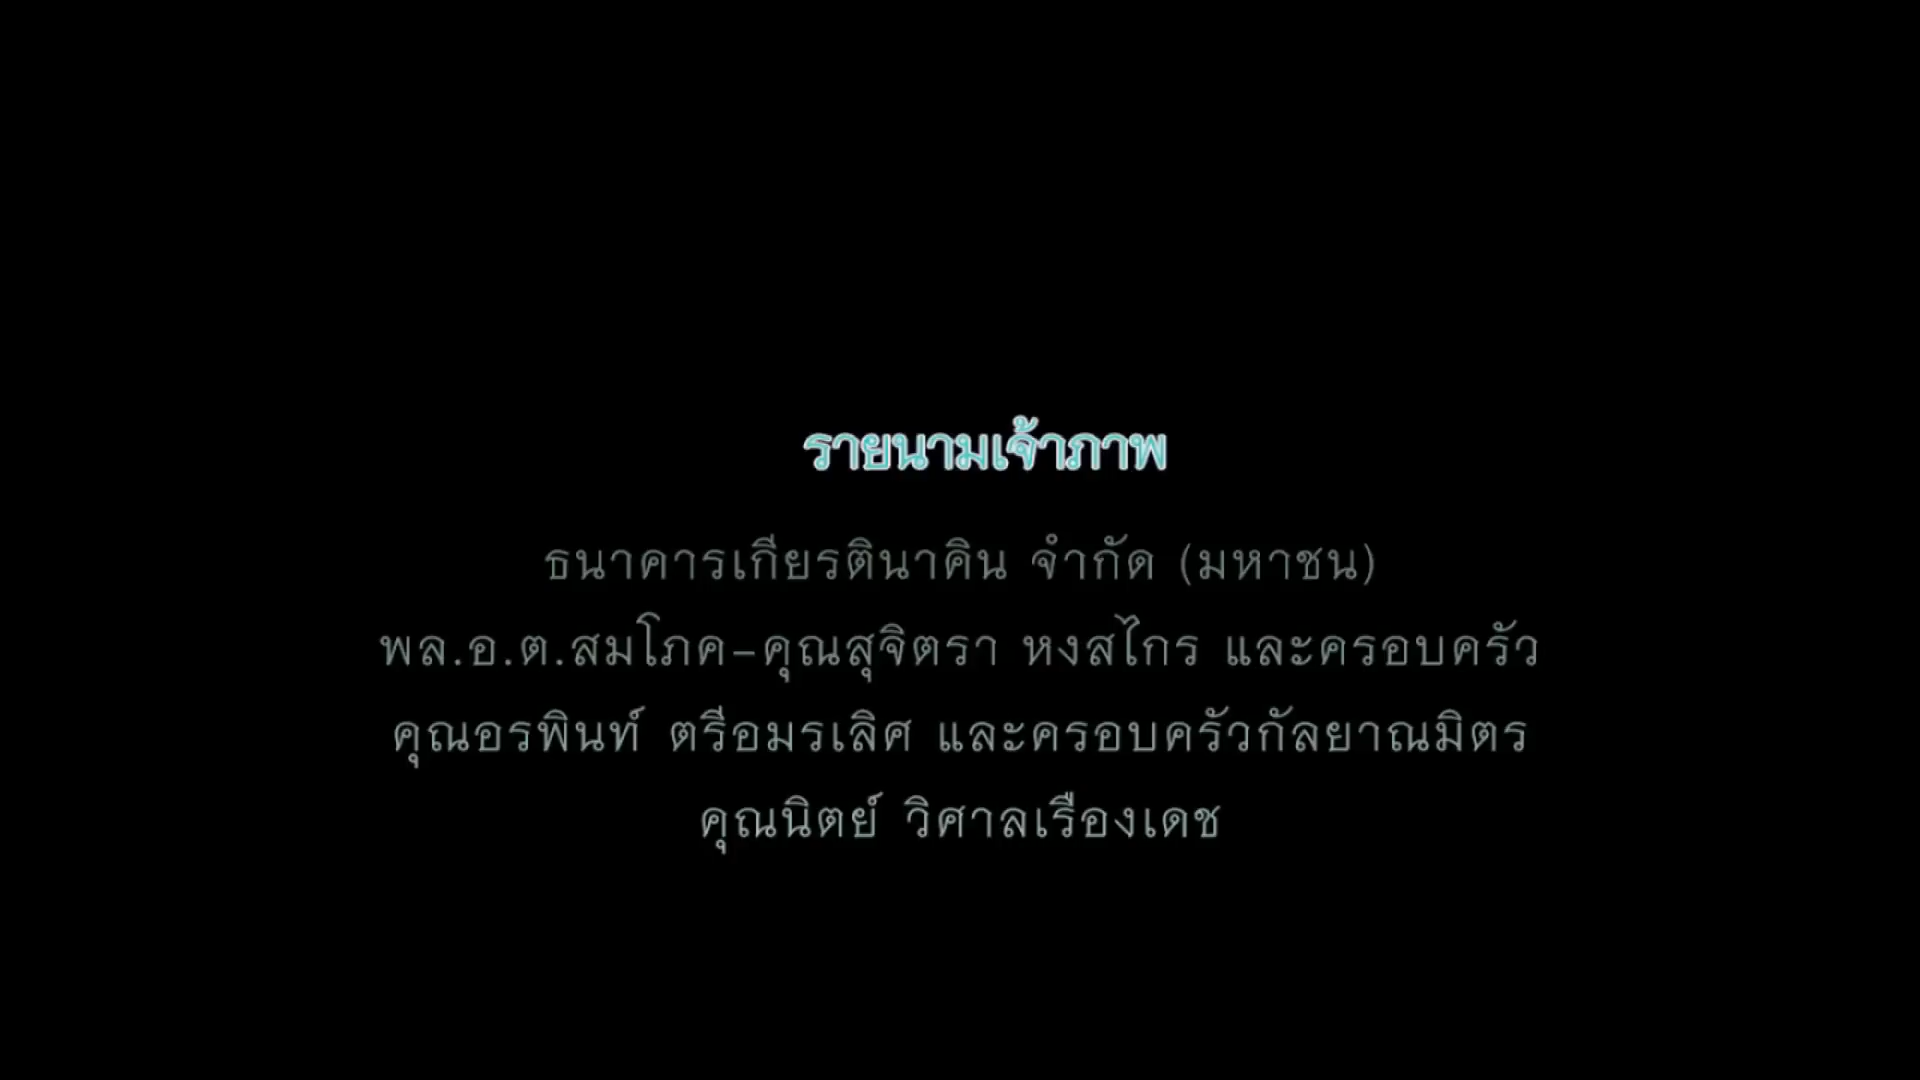 รายนามเจ้าภาพ
ธนาคารเกียรตินาคิน จำกัด (มหาชน)
พล.อ.ต.สมโภค-คุณสุจิตรา หงสไกร และครอบครัว
คุณอรพินท์ ตรีอมรเลิศ และครอบครัวกัลยาณมิตร
คุณนิตย์ วิศาลเรืองเดช